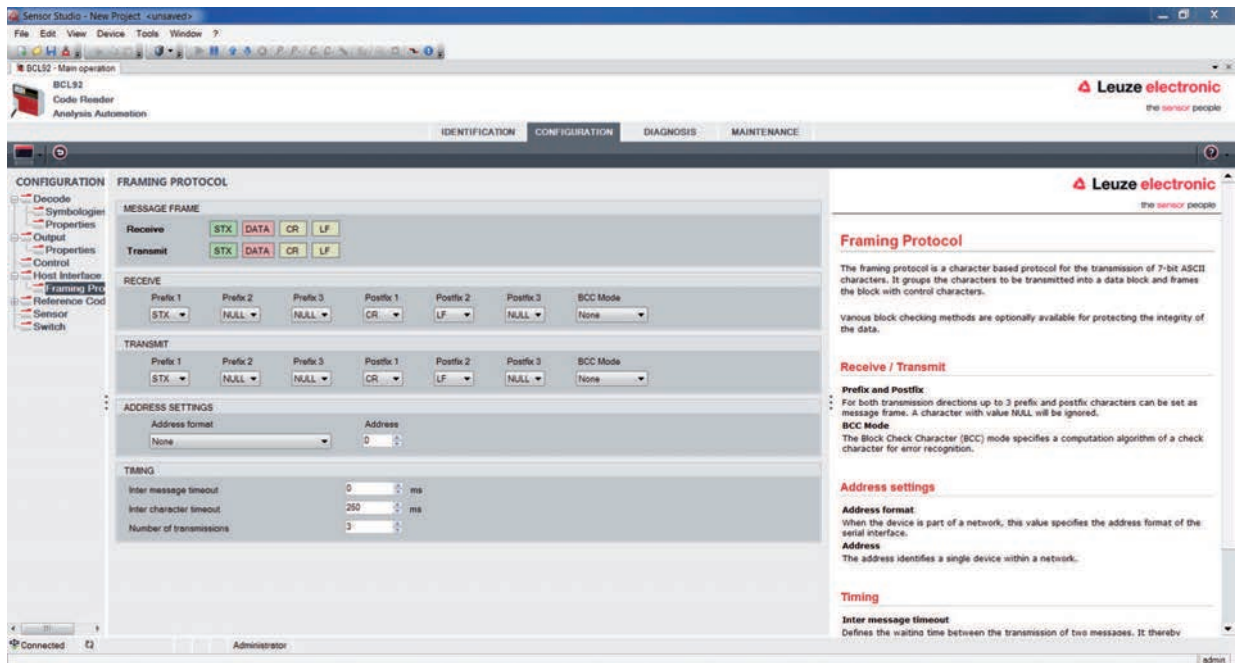 Sensor Studio - New Project <unsaved>
File Edit View Device Tools Window ?
BCL92 - Main operation
BCL92
Code Reader
Analysis Automation
Leuze electronic
the sensor people
IDENTIFICATION CONFIGURATION DIAGNOSIS MAINTENANCE
CONFIGURATION
Decode
Symbologies
Properties
Output
Properties
Control
Host Interface
Framing Pro
Reference Cod
Sensor
Switch
FRAMING PROTOCOL
MESSAGE FRAME
Receive STX DATA CR LF
Transmit STX DATA CR LF
RECEIVE
Prefix 1 Prefix 2 Prefix 3 Postfix 1 Postfix 2 Postfix 3 BCC Mode
STX NULL NULL CR LF NULL None
TRANSMIT
Prefix 1 Prefix 2 Prefix 3 Postfix 1 Postfix 2 Postfix 3 BCC Mode
STX NULL NULL CR LF NULL None
ADDRESS SETTINGS
Address format Address
None 0
TIMING
Inter message timeout 0 ms
Inter character timeout 250 ms
Number of transmissions 3
Leuze electronic
the sensor people
Framing Protocol
The framing protocol is a character based protocol for the transmission of 7-bit ASCII
characters. It groups the characters to be transmitted into a data block and frames
the block with control characters.
Various block checking methods are optionally available for protecting the integrity of
the data.
Receive / Transmit
Prefix and Postfix
For both transmission directions up to 3 prefix and postfix characters can be set as
message frame. A character with value NULL will be ignored.
BCC Mode
The Block Check Character (BCC) mode specifies a computation algorithm of a check
character for error recognition.
Address settings
Address format
When the device is part of a network, this value specifies the address format of the
serial interface.
Address
The address identifies a single device within a network.
Timing
Inter message timeout
Defines the waiting time between the transmission of two messages. It thereby
Connected Administrator
admin